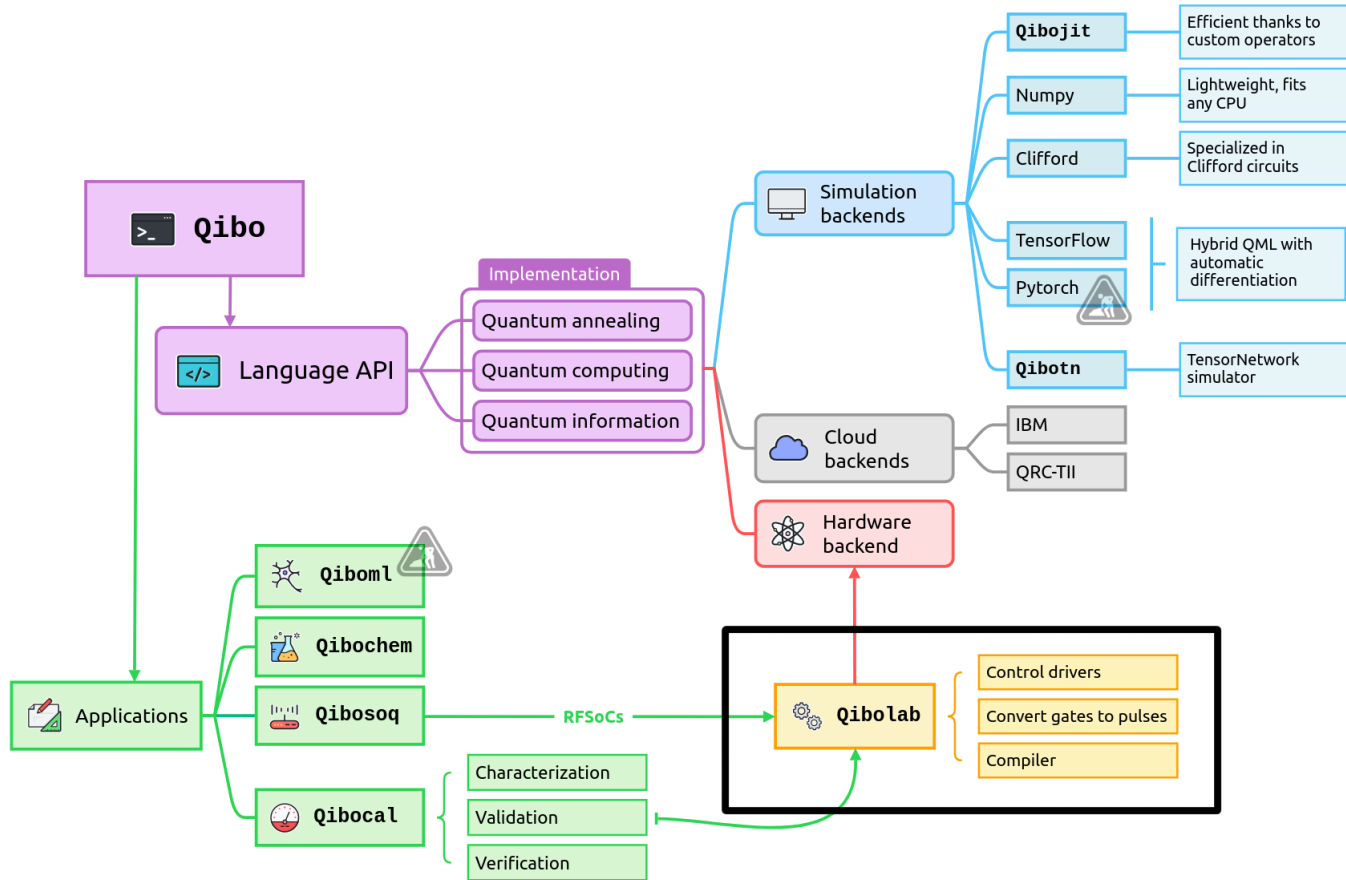 Qibo
>_
Language API
</>
Implementation
Quantum annealing
Quantum computing
Quantum information
Simulation
backends
Qibojit
Efficient thanks to
custom operators
Numpy
Lightweight, fits
any CPU
Clifford
Specialized in
Clifford circuits
TensorFlow
Pytorch
Hybrid QML with
automatic
differentiation
Qibotn
TensorNetwork
simulator
Cloud
backends
IBM
QRC-TII
Hardware
backend
Applications
Qiboml
Qibochem
Qibosoq
RFSoCs
Qibocal
Characterization
Validation
Verification
Qibolab
Control drivers
Convert gates to pulses
Compiler